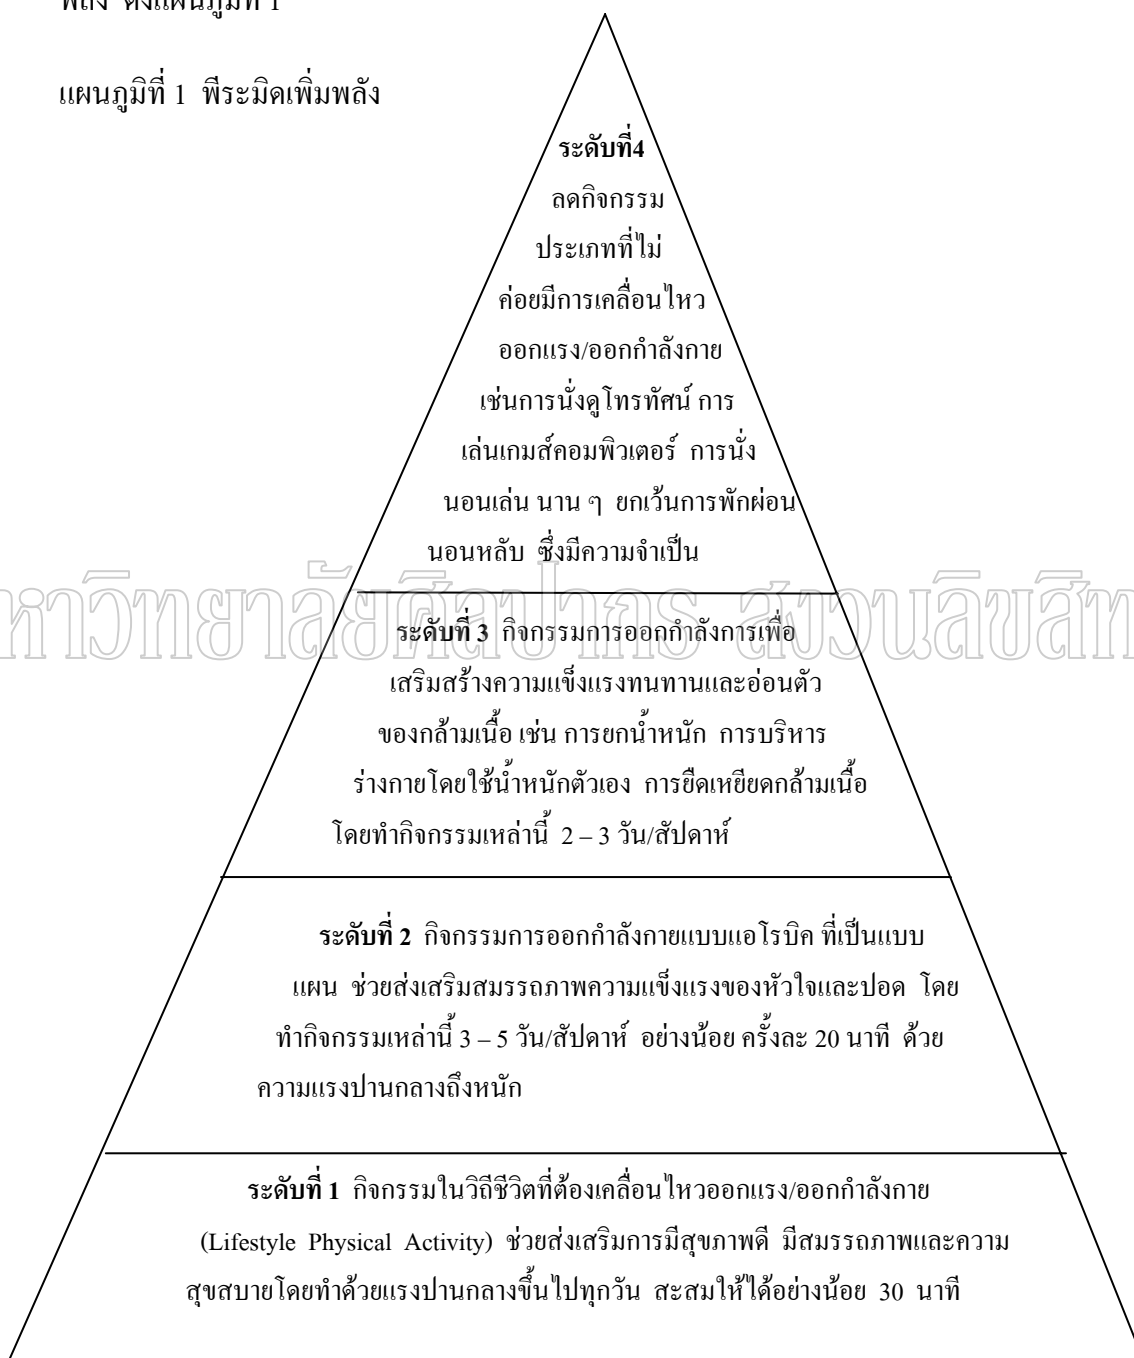 พลัง ดังแผนภูมิที่ 1
แผนภูมิที่ 1 พีระมิดเพิ่มพลัง
ระดับที่4
ลดกิจกรรม
ประเภทที่ไม่
ค่อยมีการเคลื่อนไหว
ออกแรง/ออกกำลังกาย
เช่นการนั่งดูโทรทัศน์ การ
เล่นเกมส์คอมพิวเตอร์ การนั่ง
นอนเล่น นาน ๆ ยกเว้นการพักผ่อน
นอนหลับ ซึ่งมีความจำเป็น
มหาวิทยาลัยศิลปากร สงวนลิขสิทธิ์
ระดับที่ 3 กิจกรรมการออกกำลังการเพื่อ
เสริมสร้างความแข็งแรงทนทานและอ่อนตัว
ของกล้ามเนื้อ เช่น การยกน้ำหนัก การบริหาร
ร่างกายโดยใช้น้ำหนักตัวเอง การยืดเหยียดกล้ามเนื้อ
โดยทำกิจกรรมเหล่านี้ 2 – 3 วัน/สัปดาห์
ระดับที่ 2 กิจกรรมการออกกำลังกายแบบแอโรบิค ที่เป็นแบบ
แผน ช่วยส่งเสริมสมรรถภาพความแข็งแรงของหัวใจและปอด โดย
ทำกิจกรรมเหล่านี้ 3 – 5 วัน/สัปดาห์ อย่างน้อย ครั้งละ 20 นาที ด้วย
ความแรงปานกลางถึงหนัก
ระดับที่ 1 กิจกรรมในวิถีชีวิตที่ต้องเคลื่อนไหวออกแรง/ออกกำลังกาย
(Lifestyle Physical Activity) ช่วยส่งเสริมการมีสุขภาพดี มีสมรรถภาพและความ
สุขสบายโดยทำด้วยแรงปานกลางขึ้นไปทุกวัน สะสมให้ได้อย่างน้อย 30 นาที